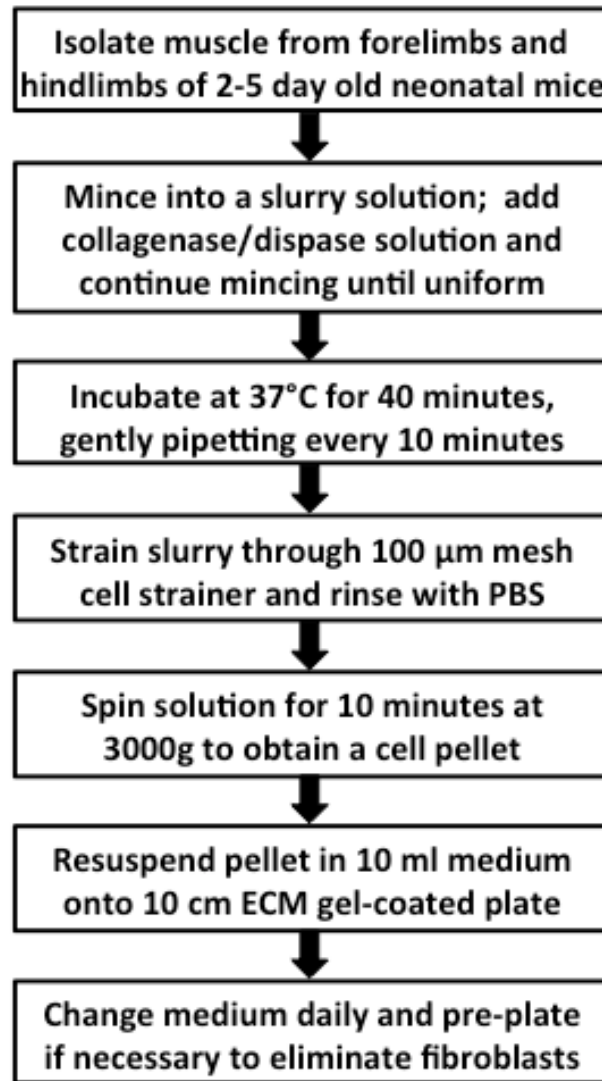 Isolate muscle from forelimbs and
hindlimbs of 2-5 day old neonatal mice
Mince into a slurry solution; add
collagenase/dispase solution and
continue mincing until uniform
Incubate at 37°C for 40 minutes,
gently pipetting every 10 minutes
Strain slurry through 100 µm mesh
cell strainer and rinse with PBS
Spin solution for 10 minutes at
3000g to obtain a cell pellet
Resuspend pellet in 10 ml medium
onto 10 cm ECM gel-coated plate
Change medium daily and pre-plate
if necessary to eliminate fibroblasts